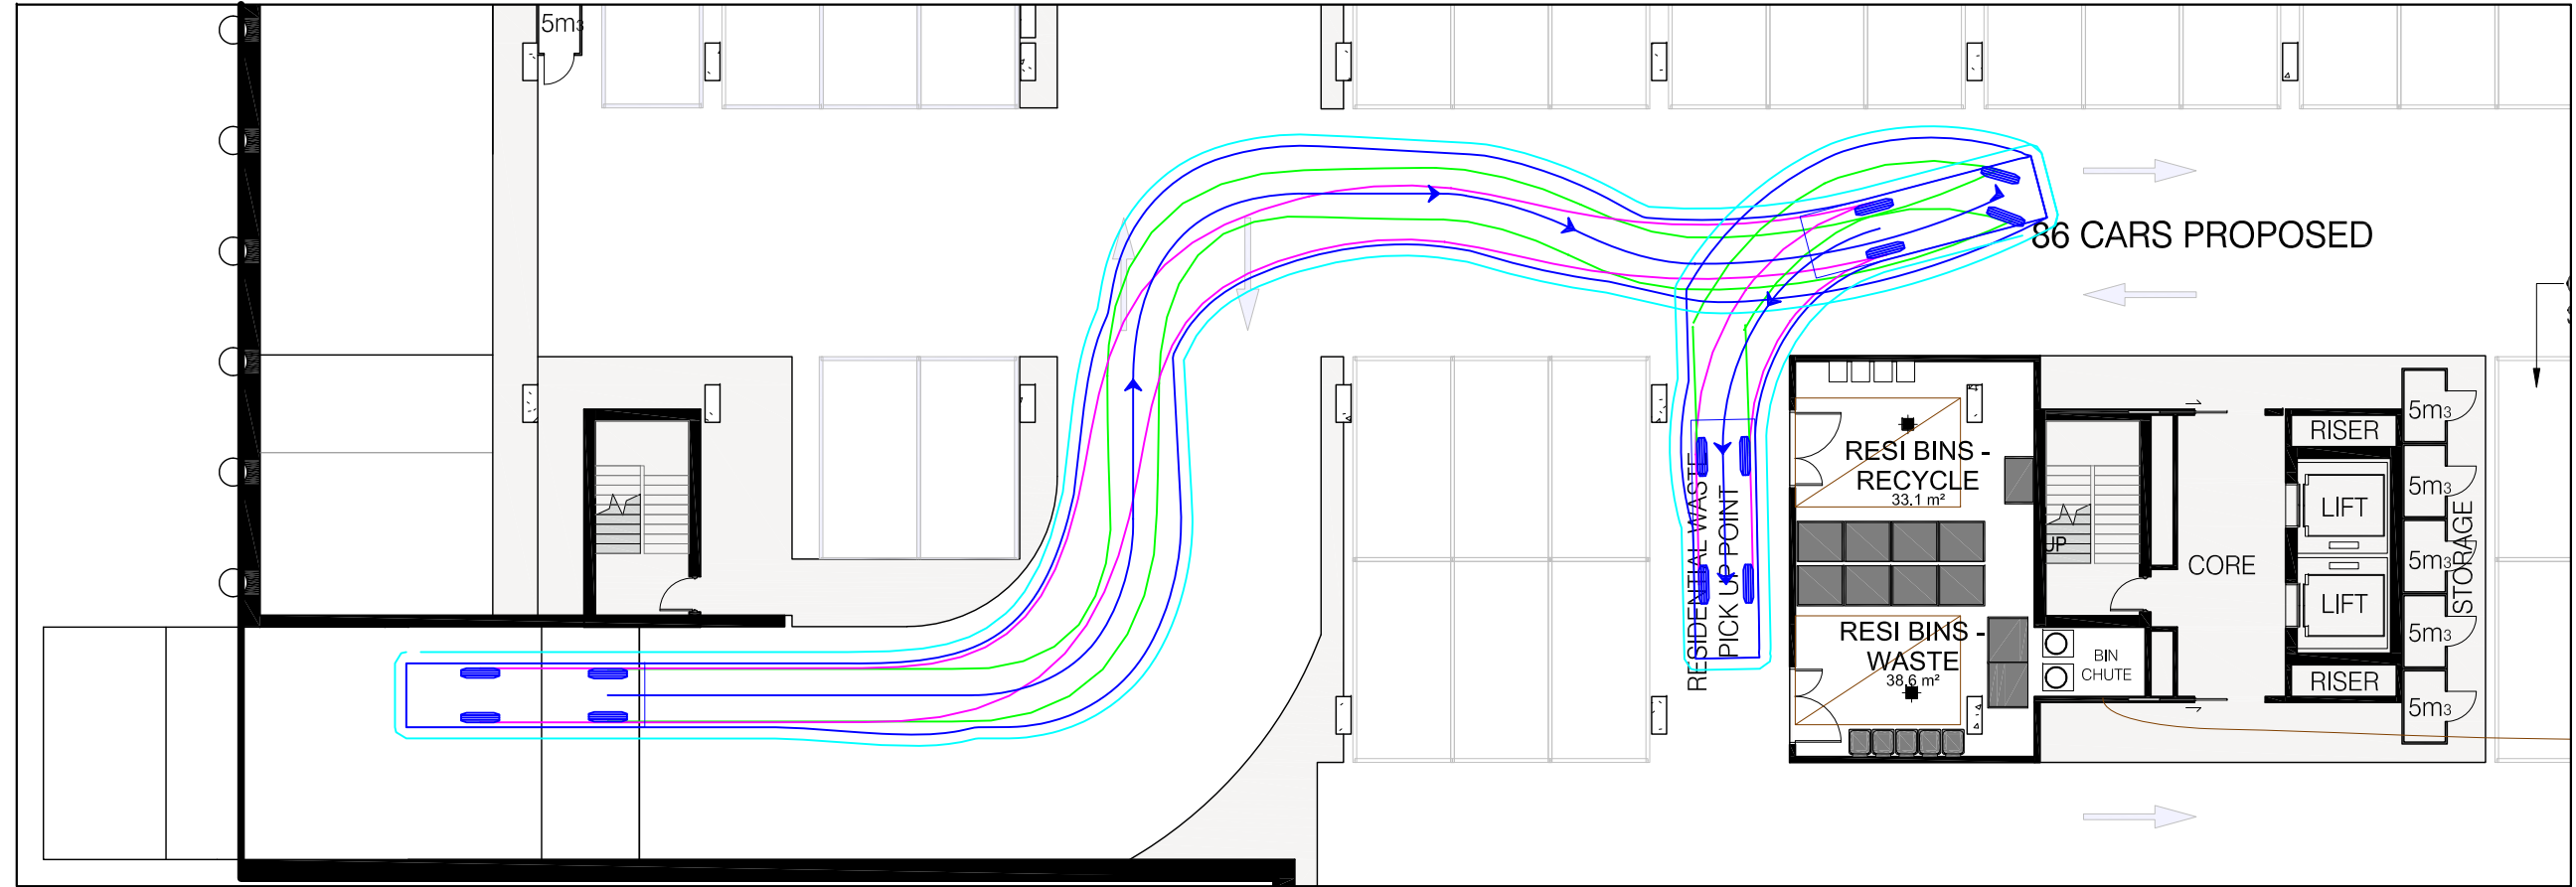 5m3
86 CARS PROPOSED
RESIDENTIAL WASTE
PICK UP POINT
RESI BINS -
RECYCLE
33.1 m²
RESI BINS -
WASTE
38.6 m²
UP
BIN
CHUTE
CORE
RISER
LIFT
LIFT
RISER
5m3
5m3
5m3
5m3
5m3
STORAGE